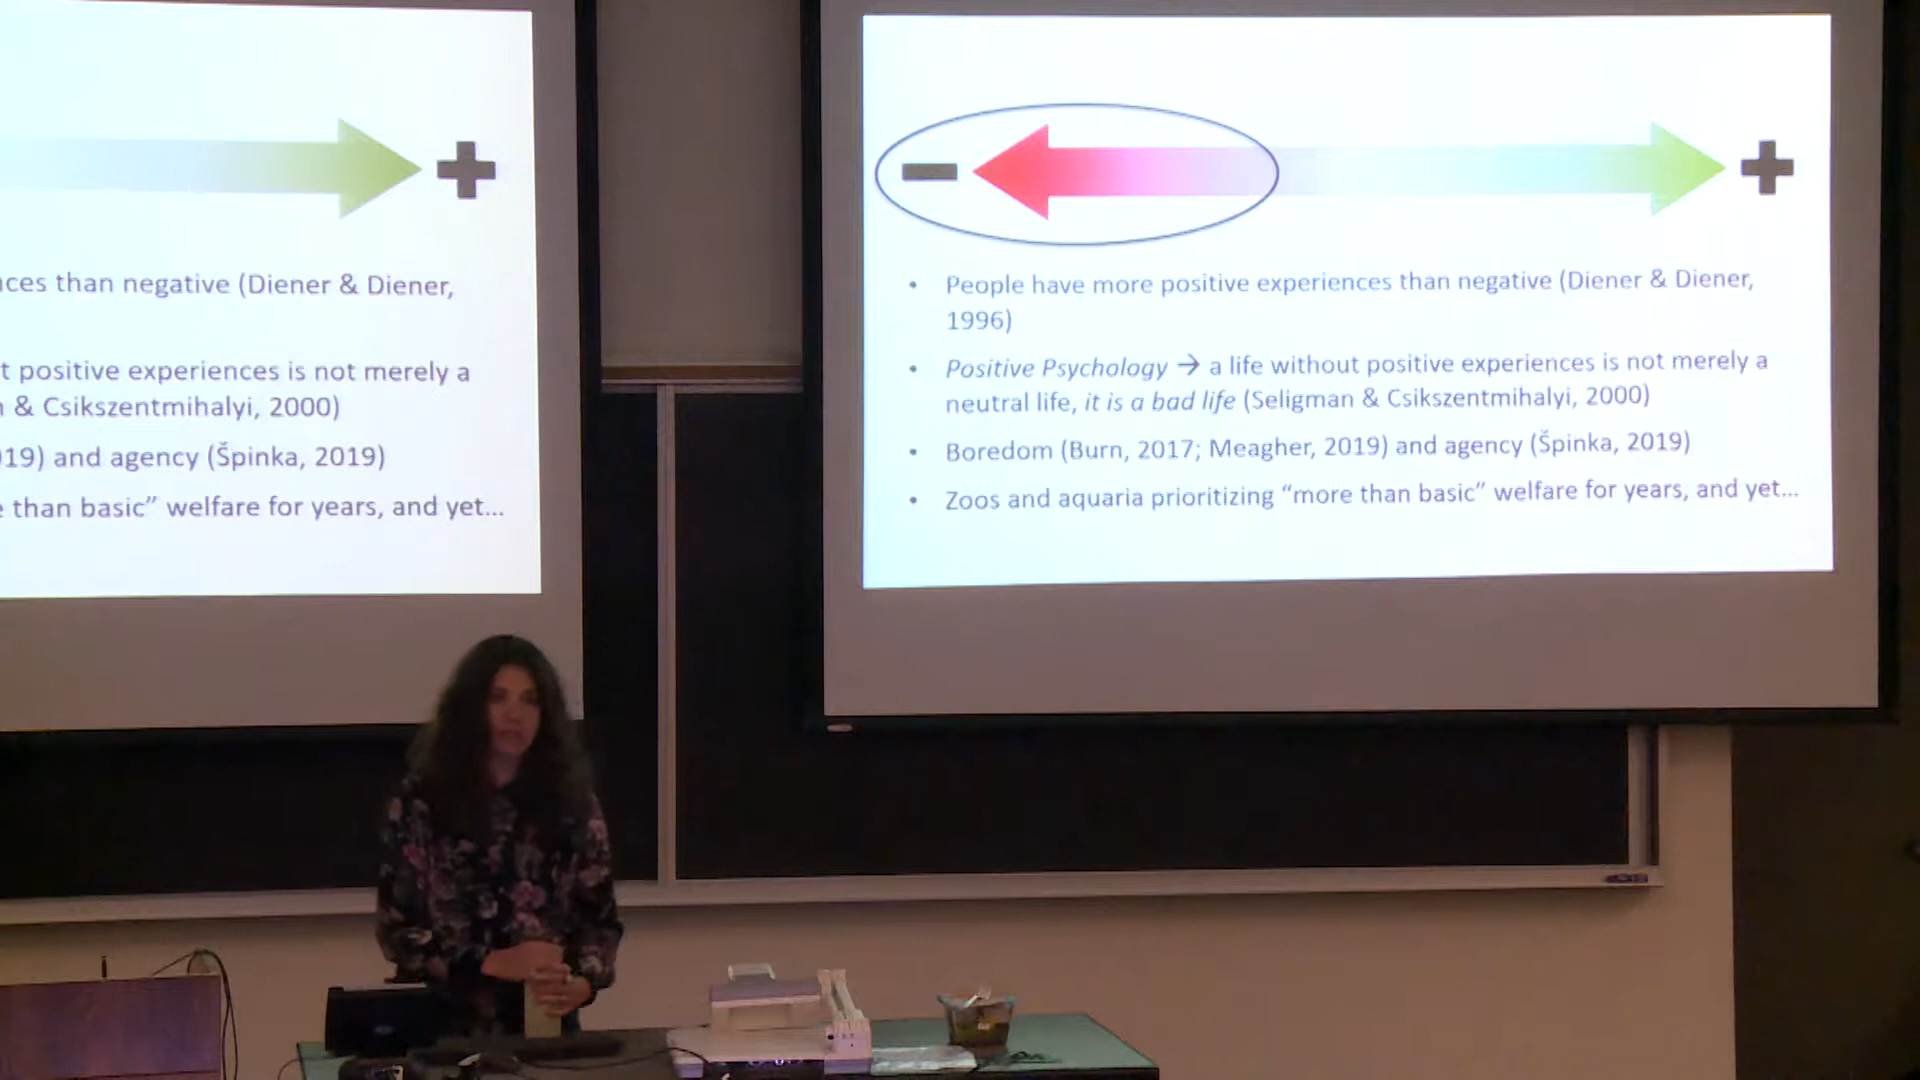 ces than negative (Diener & Diener,
t positive experiences is not merely a
& Csikszentmihalyi, 2000)
19) and agency (Špinka, 2019)
than basic” welfare for years, and yet...
• People have more positive experiences than negative (Diener & Diener,
1996)
• Positive Psychology → a life without positive experiences is not merely a
neutral life, it is a bad life (Seligman & Csikszentmihalyi, 2000)
• Boredom (Burn, 2017; Meagher, 2019) and agency (Špinka, 2019)
• Zoos and aquaria prioritizing “more than basic” welfare for years, and yet...